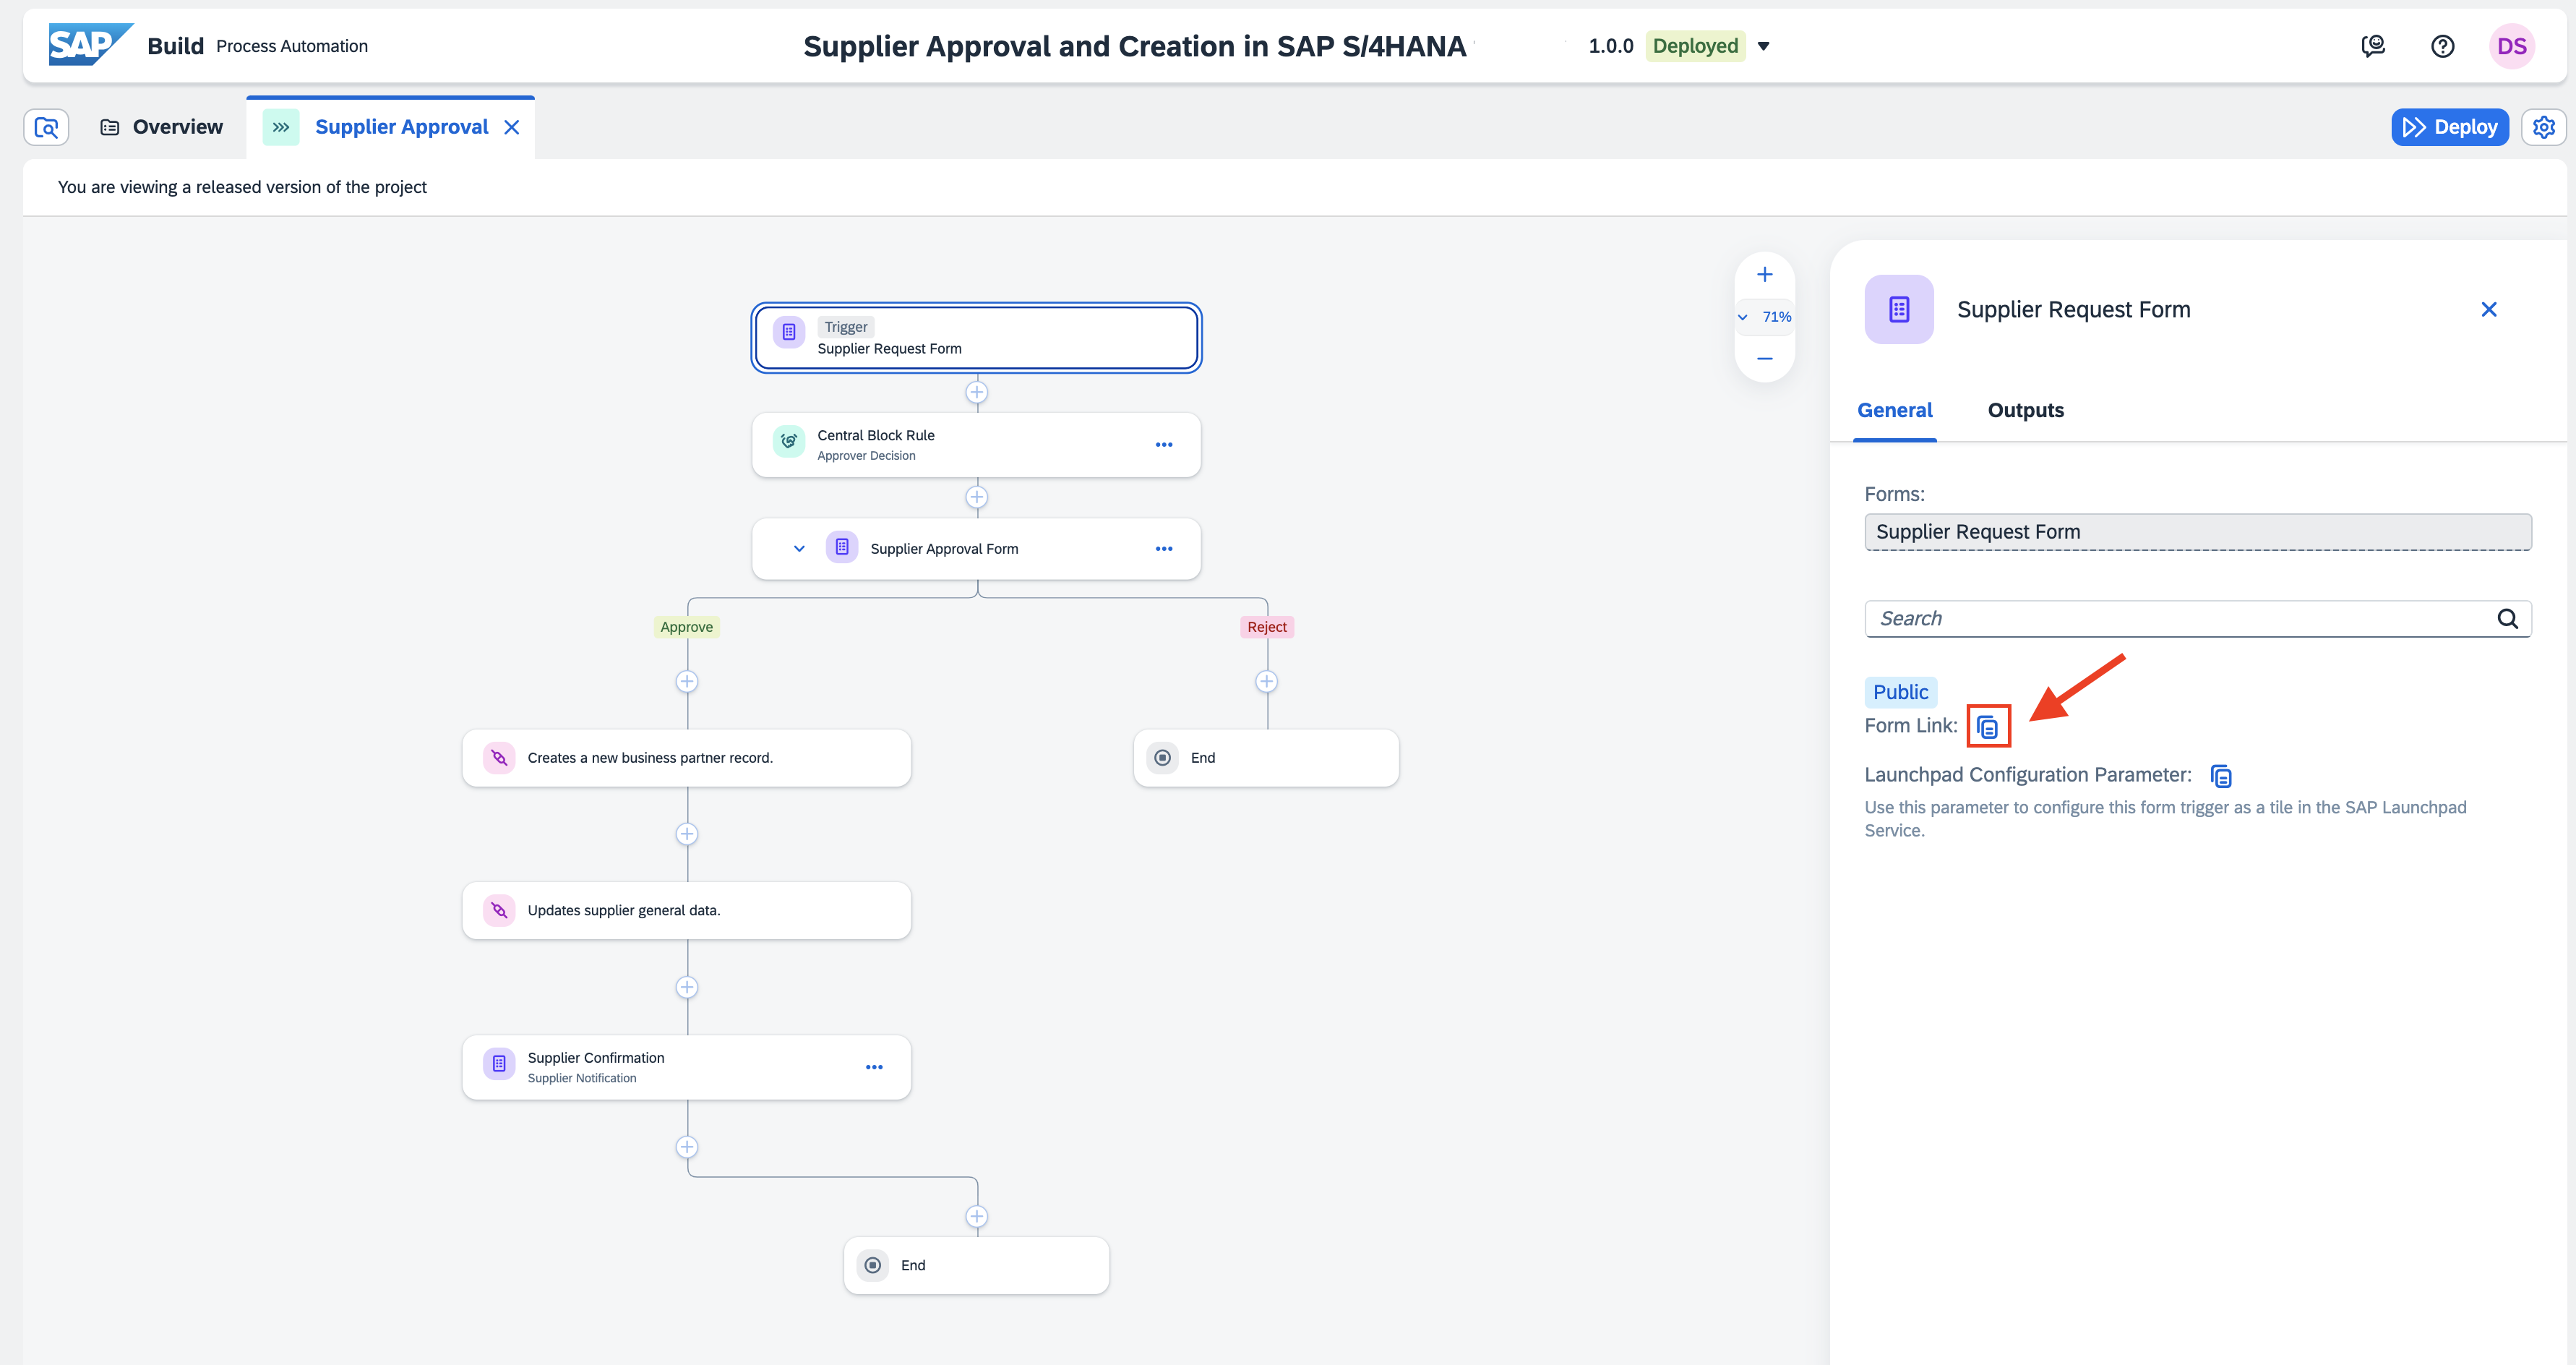 SAP Build Process Automation
Supplier Approval and Creation in SAP S/4HANA
1.0.0 Deployed
DS
Overview
Supplier Approval
Deploy
You are viewing a released version of the project
Trigger
Supplier Request Form
Central Block Rule
Approver Decision
Supplier Approval Form
Approve
Reject
Creates a new business partner record.
End
Updates supplier general data.
Supplier Confirmation
Supplier Notification
End
71%
Supplier Request Form
General
Outputs
Forms:
Supplier Request Form
Search
Public
Form Link:
Launchpad Configuration Parameter:
Use this parameter to configure this form trigger as a tile in the SAP Launchpad
Service.